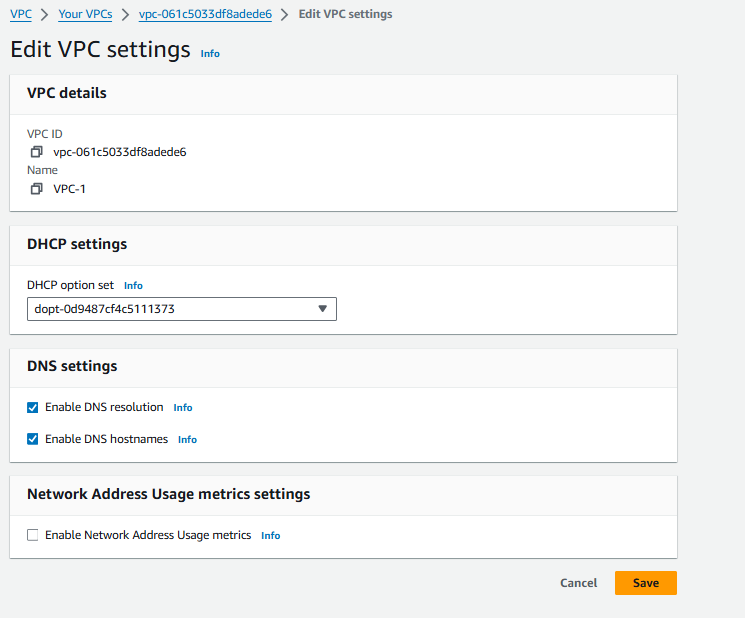 VPC > Your VPCs > vpc-061c5033df8adede6 > Edit VPC settings
Edit VPC settings Info
VPC details
VPC ID
vpc-061c5033df8adede6
Name
VPC-1
DHCP settings
DHCP option set Info
dopt-0d9487cf4c5111373
DNS settings
Enable DNS resolution Info
Enable DNS hostnames Info
Network Address Usage metrics settings
Enable Network Address Usage metrics Info
Cancel Save